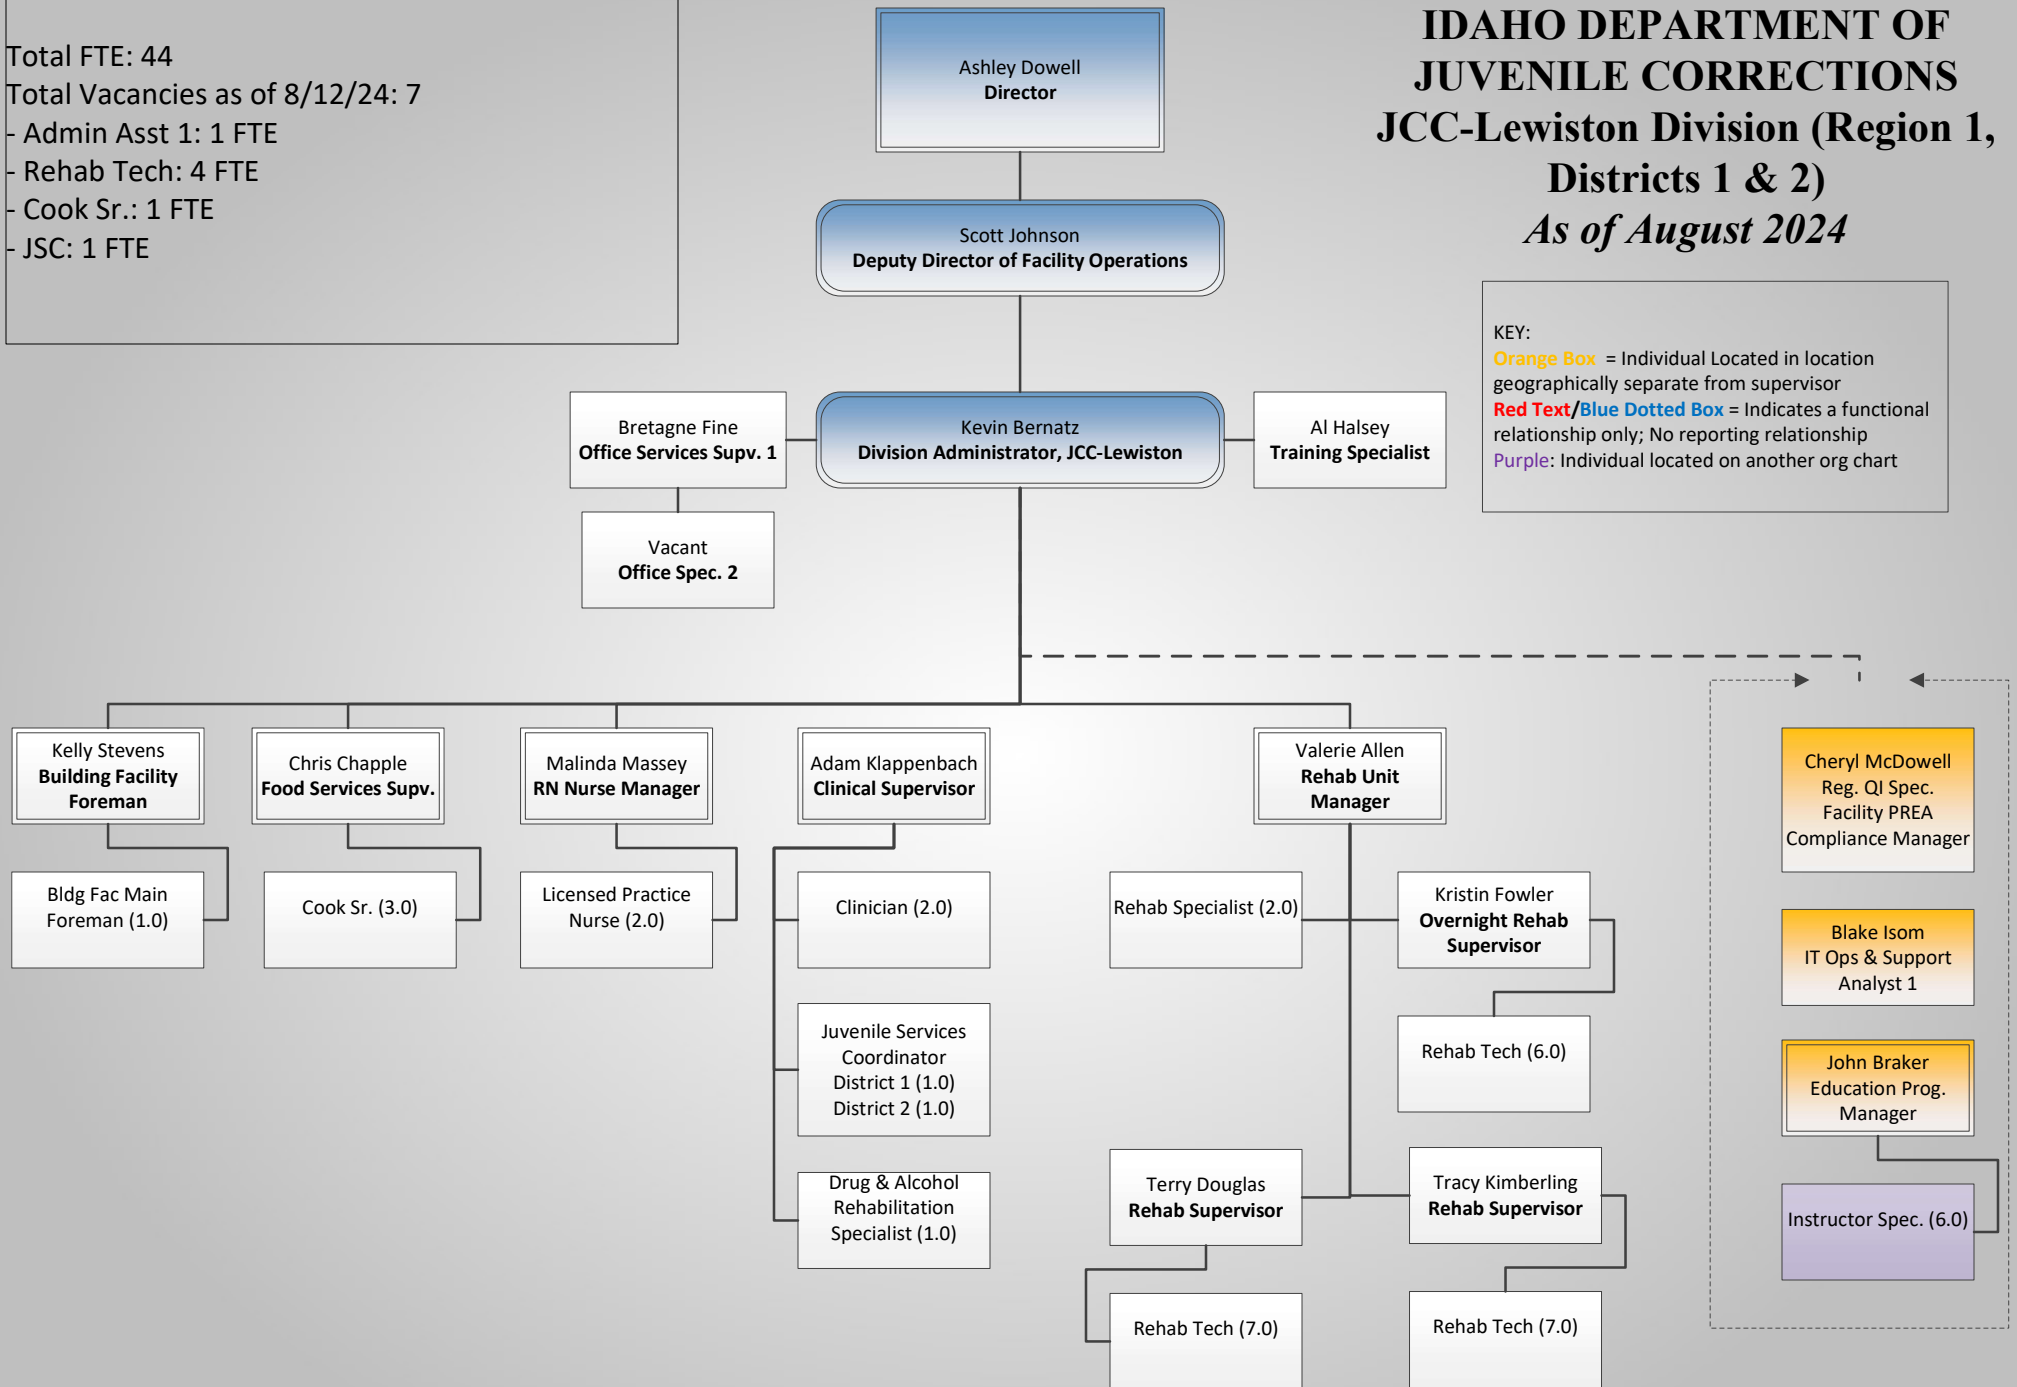 Total FTE: 44
Total Vacancies as of 8/12/24: 7
- Admin Asst 1: 1 FTE
- Rehab Tech: 4 FTE
- Cook Sr.: 1 FTE
- JSC: 1 FTE
Ashley Dowell
Director
IDAHO DEPARTMENT OF
JUVENILE CORRECTIONS
JCC-Lewiston Division (Region 1,
Districts 1 & 2)
As of August 2024
Scott Johnson
Deputy Director of Facility Operations
KEY:
Orange Box = Individual Located in location
geographically separate from supervisor
Red Text/Blue Dotted Box = Indicates a functional
relationship only; No reporting relationship
Purple: Individual located on another org chart
Bretagne Fine
Office Services Supv. 1
Kevin Bernatz
Division Administrator, JCC-Lewiston
Al Halsey
Training Specialist
Vacant
Office Spec. 2
Kelly Stevens
Building Facility
Foreman
Chris Chapple
Food Services Supv.
Malinda Massey
RN Nurse Manager
Adam Klappenbach
Clinical Supervisor
Valerie Allen
Rehab Unit
Manager
Cheryl McDowell
Reg. QI Spec.
Facility PREA
Compliance Manager
Bldg Fac Main
Foreman (1.0)
Cook Sr. (3.0)
Licensed Practice
Nurse (2.0)
Clinician (2.0)
Rehab Specialist (2.0)
Kristin Fowler
Overnight Rehab
Supervisor
Blake Isom
IT Ops & Support
Analyst 1
Juvenile Services
Coordinator
District 1 (1.0)
District 2 (1.0)
Rehab Tech (6.0)
John Braker
Education Prog.
Manager
Drug & Alcohol
Rehabilitation
Specialist (1.0)
Terry Douglas
Rehab Supervisor
Tracy Kimberling
Rehab Supervisor
Instructor Spec. (6.0)
Rehab Tech (7.0)
Rehab Tech (7.0)